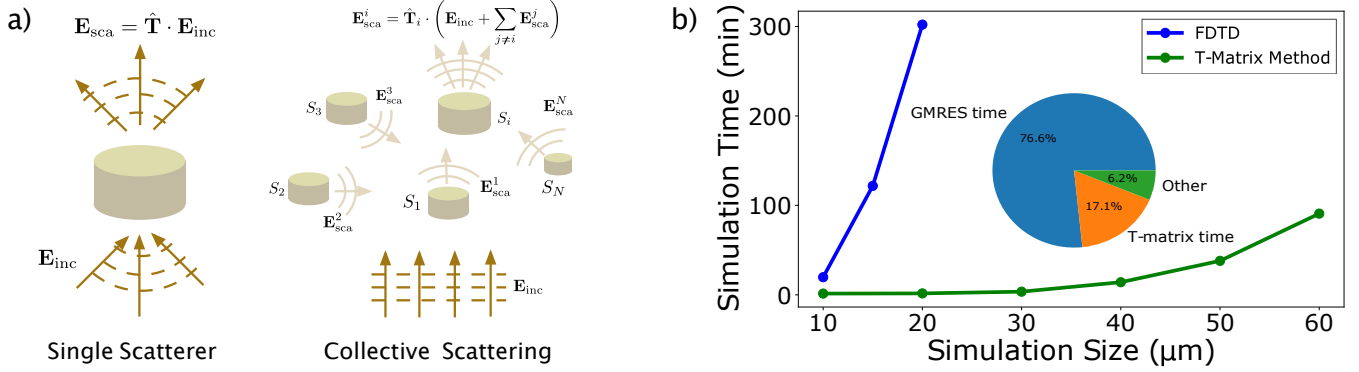 a)
𝐄_sca = 𝐓̂ · 𝐄_inc
𝐄_inc
Single Scatterer
𝐄^i_sca = 𝐓̂_i · (𝐄_inc + ∑_{j≠i} 𝐄^j_sca)
S_3
𝐄^3_sca
S_i
𝐄^N_sca
S_2
𝐄^2_sca
S_1
𝐄^1_sca
S_N
𝐄_inc
Collective Scattering
b)
Simulation Time (min)
300
200
100
0
FDTD
T-Matrix Method
GMRES time
76.6%
6.2%
Other
17.1%
T-matrix time
10 20 30 40 50 60
Simulation Size (μm)